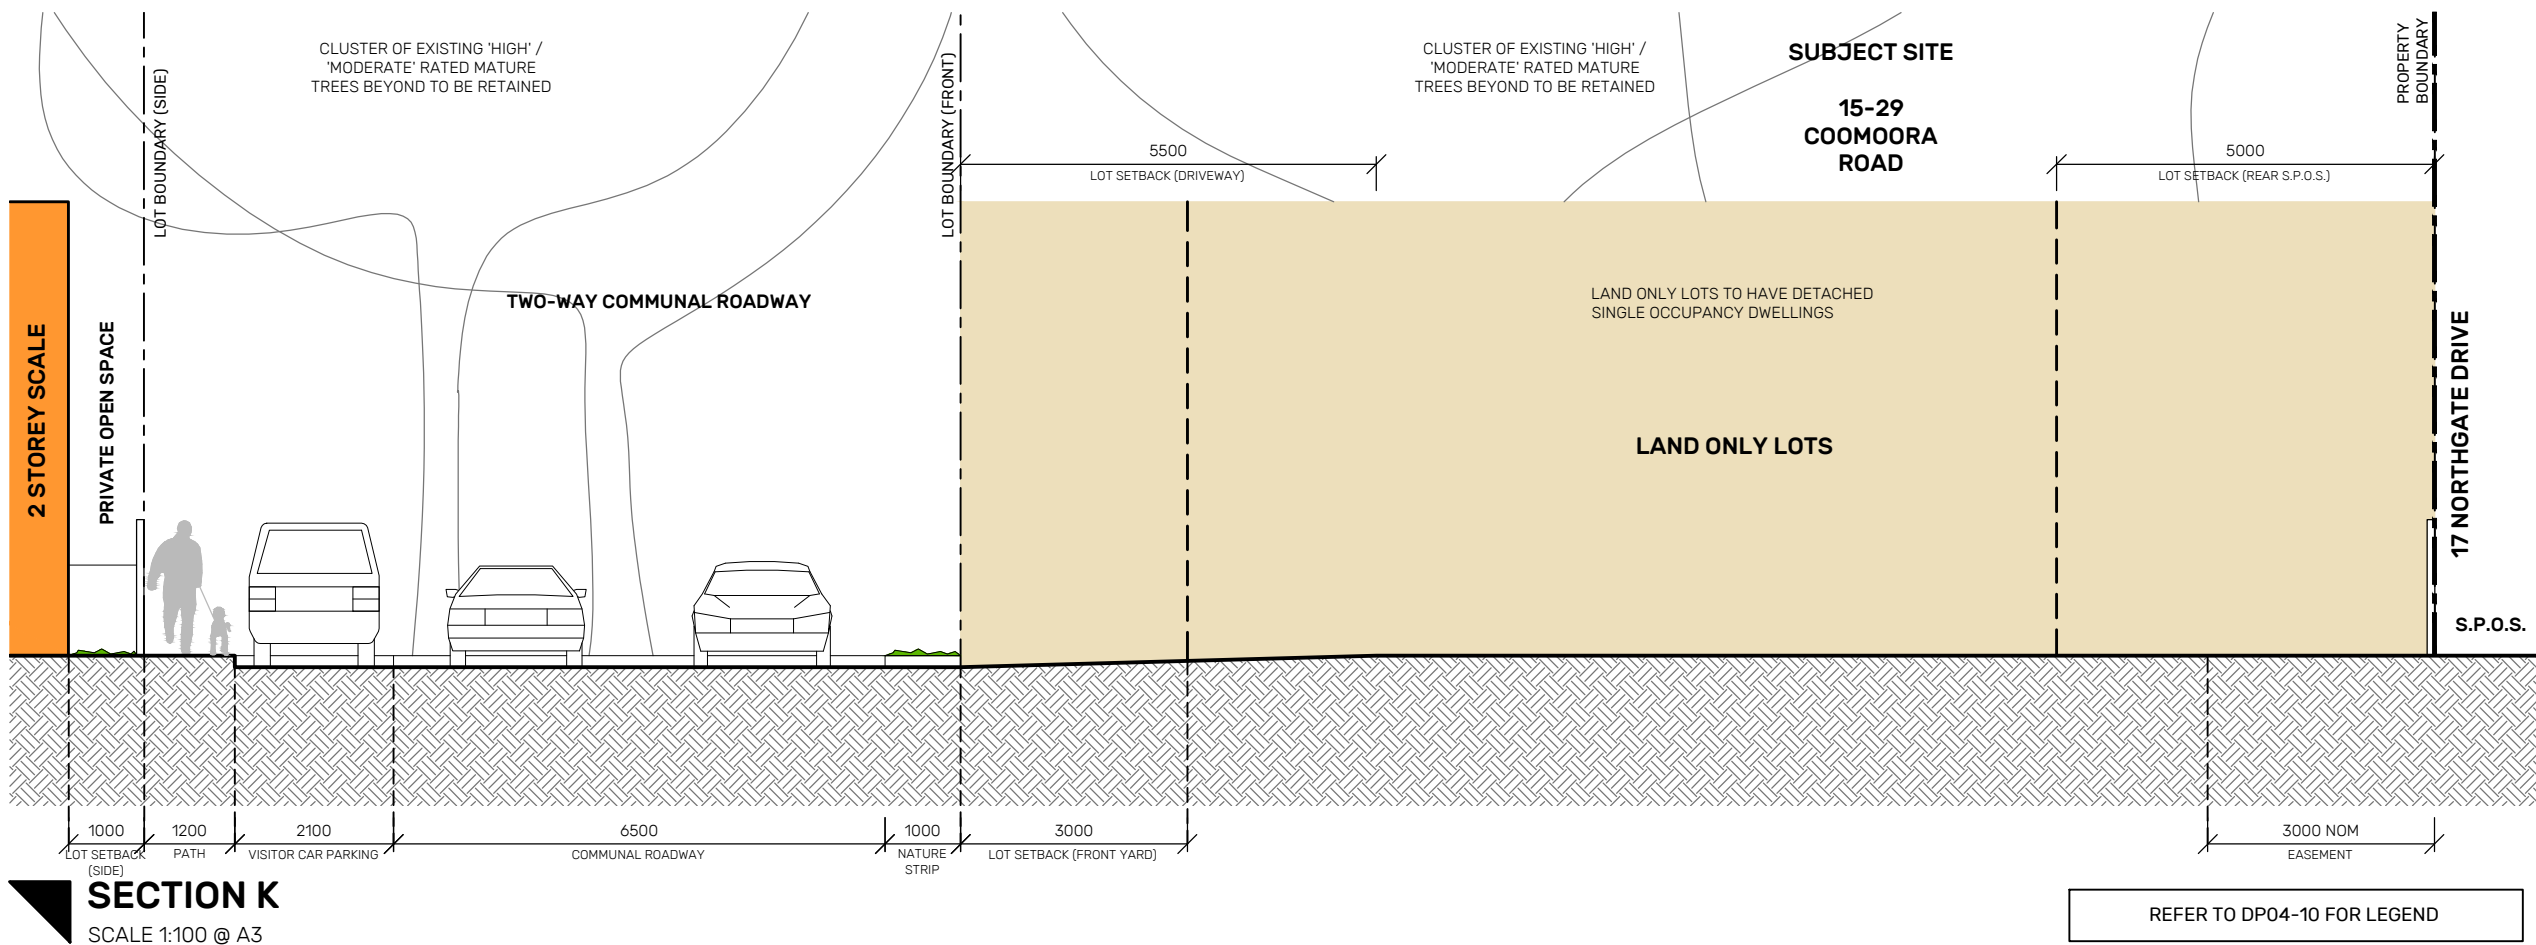 CLUSTER OF EXISTING 'HIGH' /
'MODERATE' RATED MATURE
TREES BEYOND TO BE RETAINED
CLUSTER OF EXISTING 'HIGH' /
'MODERATE' RATED MATURE
TREES BEYOND TO BE RETAINED
SUBJECT SITE
15-29
COOMOORA
ROAD
PROPERTY
BOUNDARY
LOT BOUNDARY (SIDE)
LOT BOUNDARY (FRONT)
5500
LOT SETBACK (DRIVEWAY)
5000
LOT SETBACK (REAR S.P.O.S.)
2 STOREY SCALE
PRIVATE OPEN SPACE
TWO-WAY COMMUNAL ROADWAY
LAND ONLY LOTS TO HAVE DETACHED
SINGLE OCCUPANCY DWELLINGS
LAND ONLY LOTS
17 NORTHGATE DRIVE
S.P.O.S.
1000
LOT SETBACK
(SIDE)
1200
PATH
2100
VISITOR CAR PARKING
6500
COMMUNAL ROADWAY
1000
NATURE
STRIP
3000
LOT SETBACK (FRONT YARD)
3000 NOM
EASEMENT
SECTION K
SCALE 1:100 @ A3
REFER TO DP04-10 FOR LEGEND